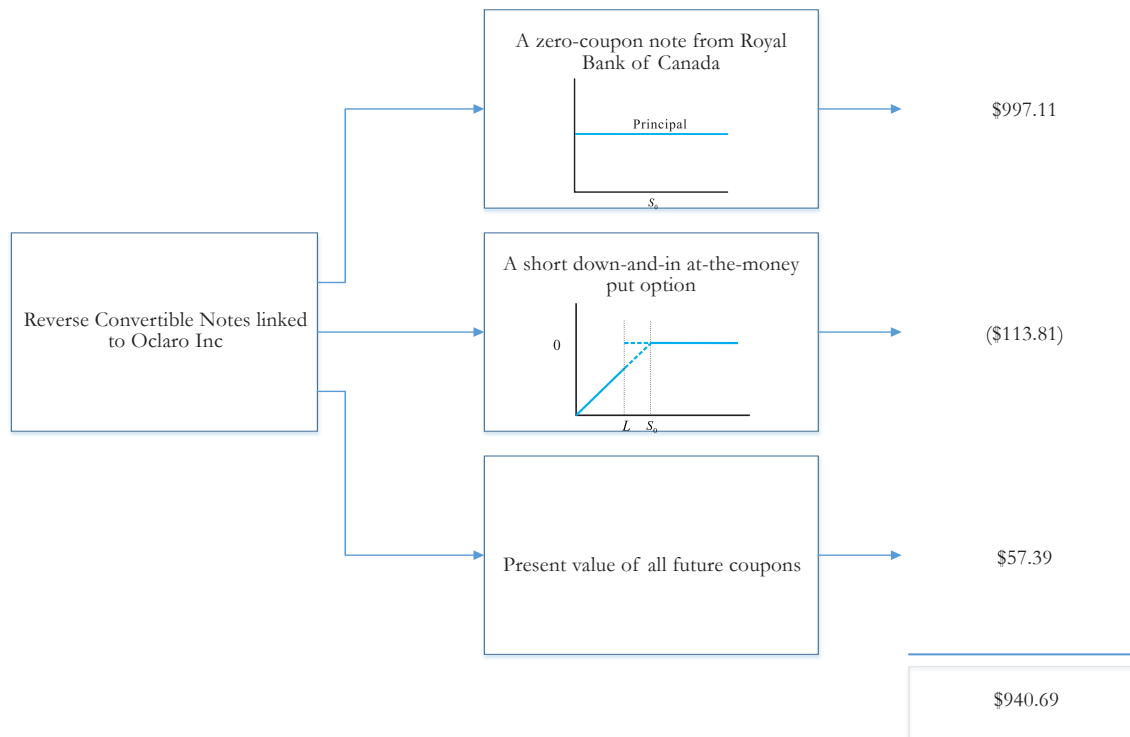 A zero-coupon note from Royal
Bank of Canada
Principal
S₀
$997.11
Reverse Convertible Notes linked
to Oclaro Inc
A short down-and-in at-the-money
put option
0
L S₀
($113.81)
Present value of all future coupons
$57.39
$940.69